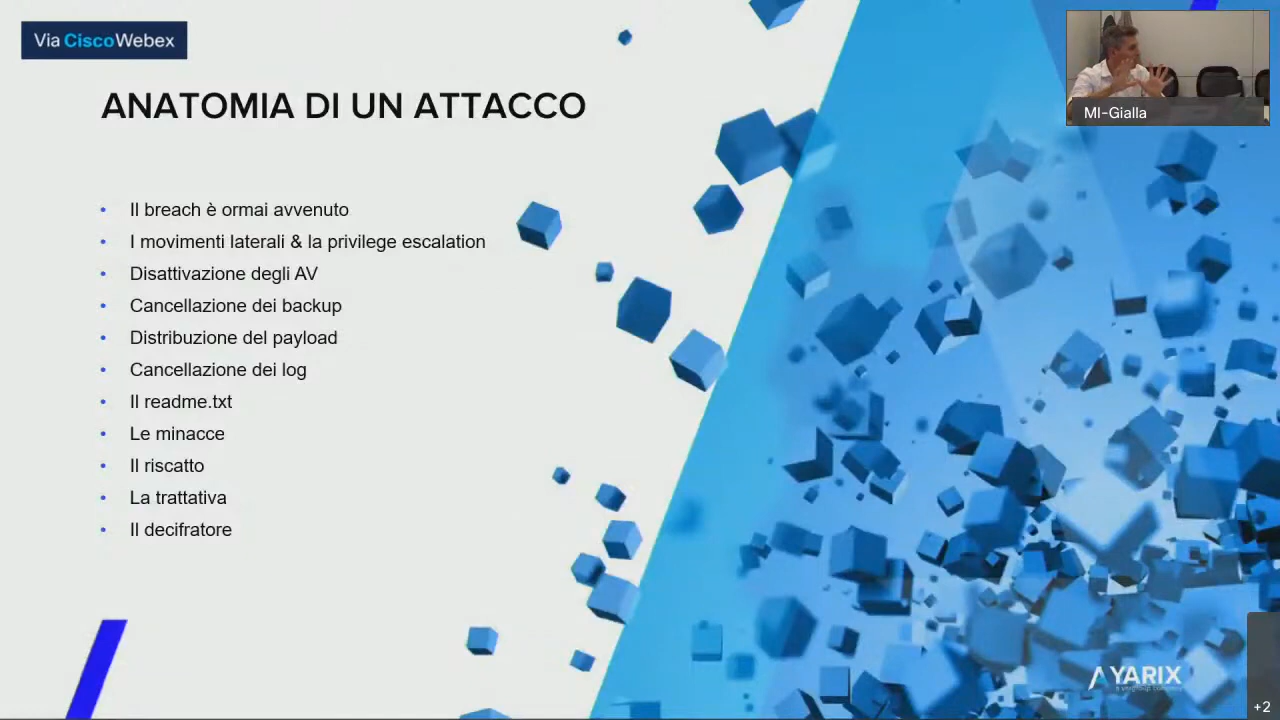 Via CiscoWebex
ANATOMIA DI UN ATTACCO
MI-Gialla
• Il breach è ormai avvenuto
• I movimenti laterali & la privilege escalation
• Disattivazione degli AV
• Cancellazione dei backup
• Distribuzione del payload
• Cancellazione dei log
• Il readme.txt
• Le minacce
• Il riscatto
• La trattativa
• Il decifratore
YARIX
+2